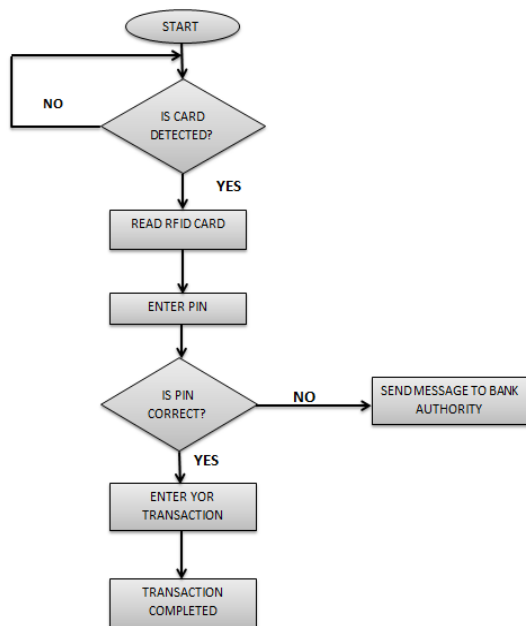 START
NO
IS CARD
DETECTED?
YES
READ RFID CARD
ENTER PIN
IS PIN
CORRECT?
NO
SEND MESSAGE TO BANK
AUTHORITY
YES
ENTER YOR
TRANSACTION
TRANSACTION
COMPLETED